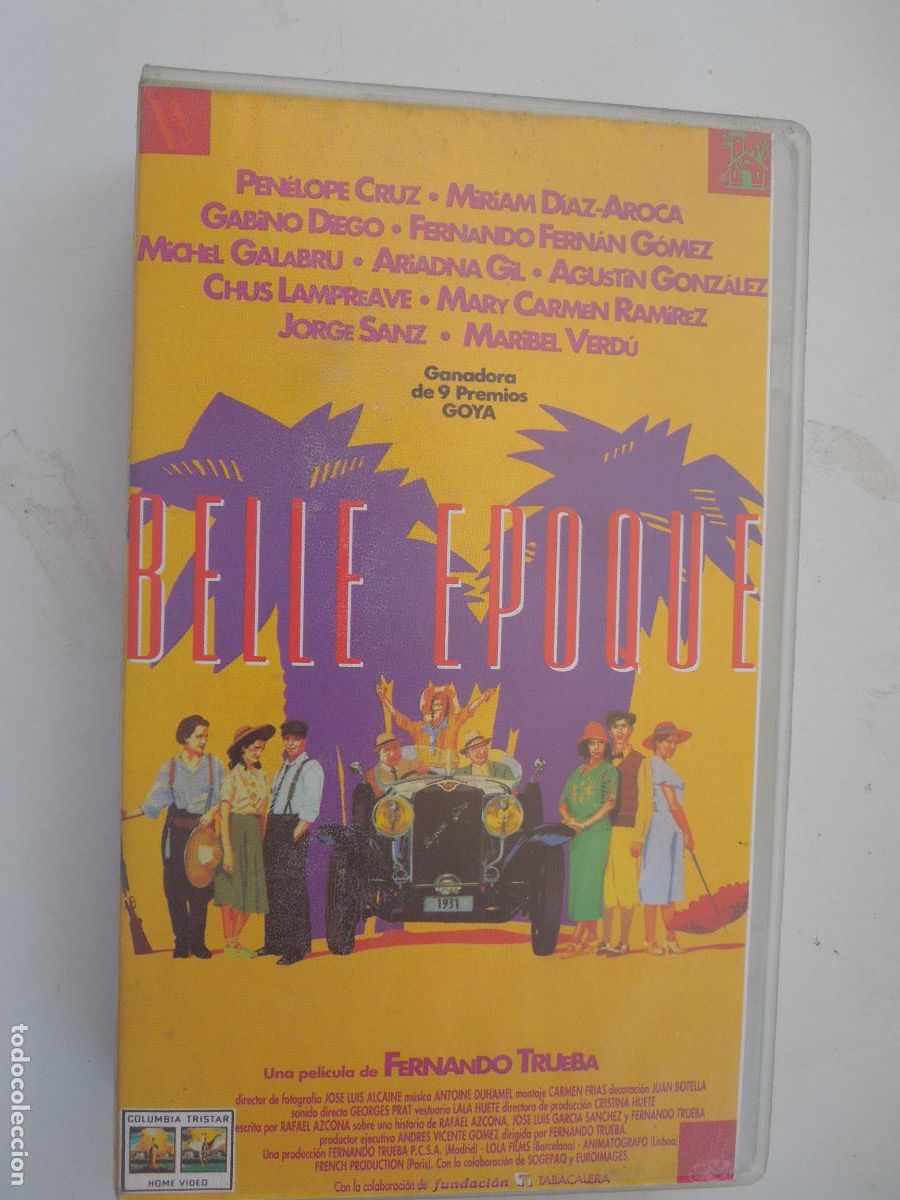 PENÉLOPE CRUZ • MIRIAM DÍAZ-AROCA
GABINO DIEGO • FERNANDO FERNÁN GÓMEZ
MICHEL GALABRU • ARIADNA GIL • AGUSTÍN GONZÁLEZ
CHUS LAMPREAVE • MARY CARMEN RAMÍREZ
JORGE SANZ • MARIBEL VERDÚ
Ganadora
de 9 Premios
GOYA
BELLE EPOQUE
1931
Una película de FERNANDO TRUEBA
director de fotografía JOSE LUIS ALCAINE música ANTOINE DUHAMEL montaje CARMEN FRIAS decoración JUAN BOTELLA
sonido directo GEORGES PRAT vestuario LALA HUETE directora de producción CRISTINA HUETE
escrita por RAFAEL AZCONA sobre una historia de RAFAEL AZCONA, JOSE LUIS GARCIA SANCHEZ y FERNANDO TRUEBA
productor ejecutivo ANDRES VICENTE GOMEZ dirigida por FERNANDO TRUEBA.
Una producción FERNANDO TRUEBA P.C.S.A. (Madrid) - LOLA FILMS (Barcelona) - ANIMATOGRAFO (Lisboa)
FRENCH PRODUCTION (Paris). Con la colaboración de SOGEPAQ y EUROIMAGES.
Con la colaboración de fundación TABACALERA
COLUMBIA TRISTAR
HOME VIDEO
todocoleccion